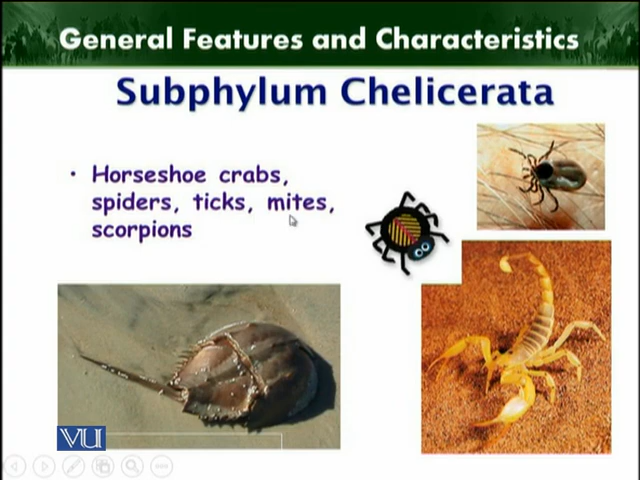 General Features and Characteristics
Subphylum Chelicerata
• Horseshoe crabs,
spiders, ticks, mites,
scorpions
VU